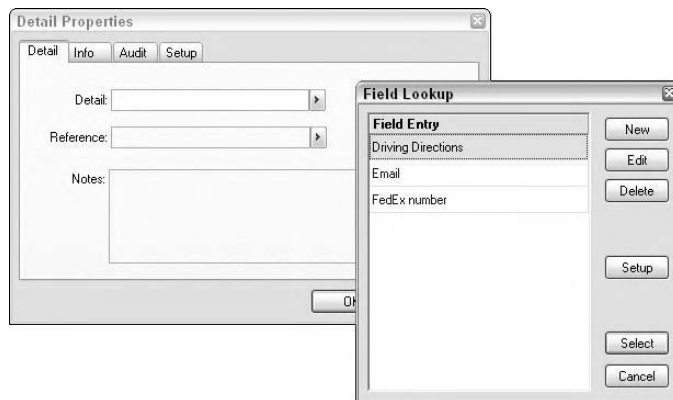 Detail Properties
Detail Info Audit Setup
Detail:
Reference:
Notes:
Field Lookup
Field Entry
Driving Directions
Email
FedEx number
New
Edit
Delete
Setup
Select
Cancel